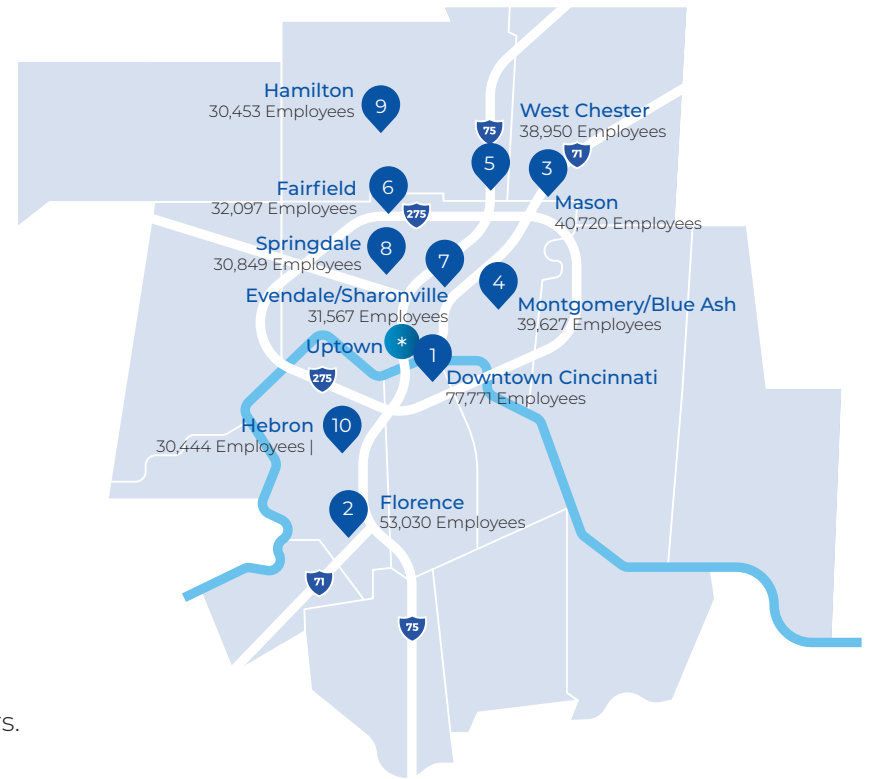 Hamilton
30,453 Employees
9
West Chester
38,950 Employees
75
71
5
3
Fairfield
32,097 Employees
6
Mason
40,720 Employees
275
Springdale
30,849 Employees
8
7
4
Evendale/Sharonville
31,567 Employees
Montgomery/Blue Ash
39,627 Employees
Uptown
*
1
Downtown Cincinnati
77,771 Employees
275
Hebron
30,444 Employees |
10
2
Florence
53,030 Employees
71
75